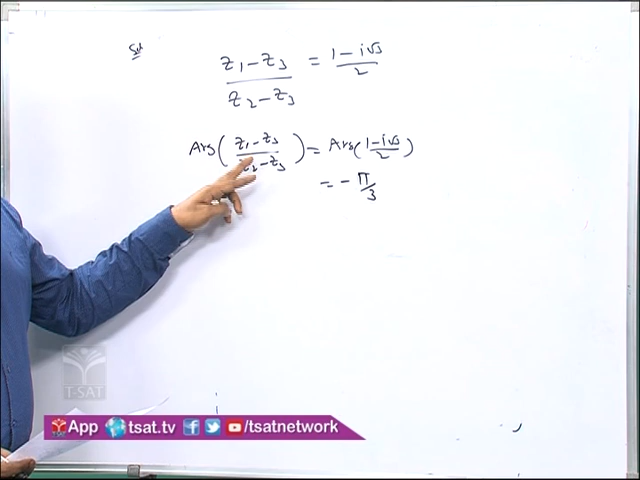 Sol
z₁ - z₃ / z₂ - z₃ = 1 - i√3 / 2
Arg( z₁ - z₃ / z₂ - z₃ ) = Arg( 1 - i√3 / 2 )
= - π/3
T-SAT
App tsat.tv /tsatnetwork